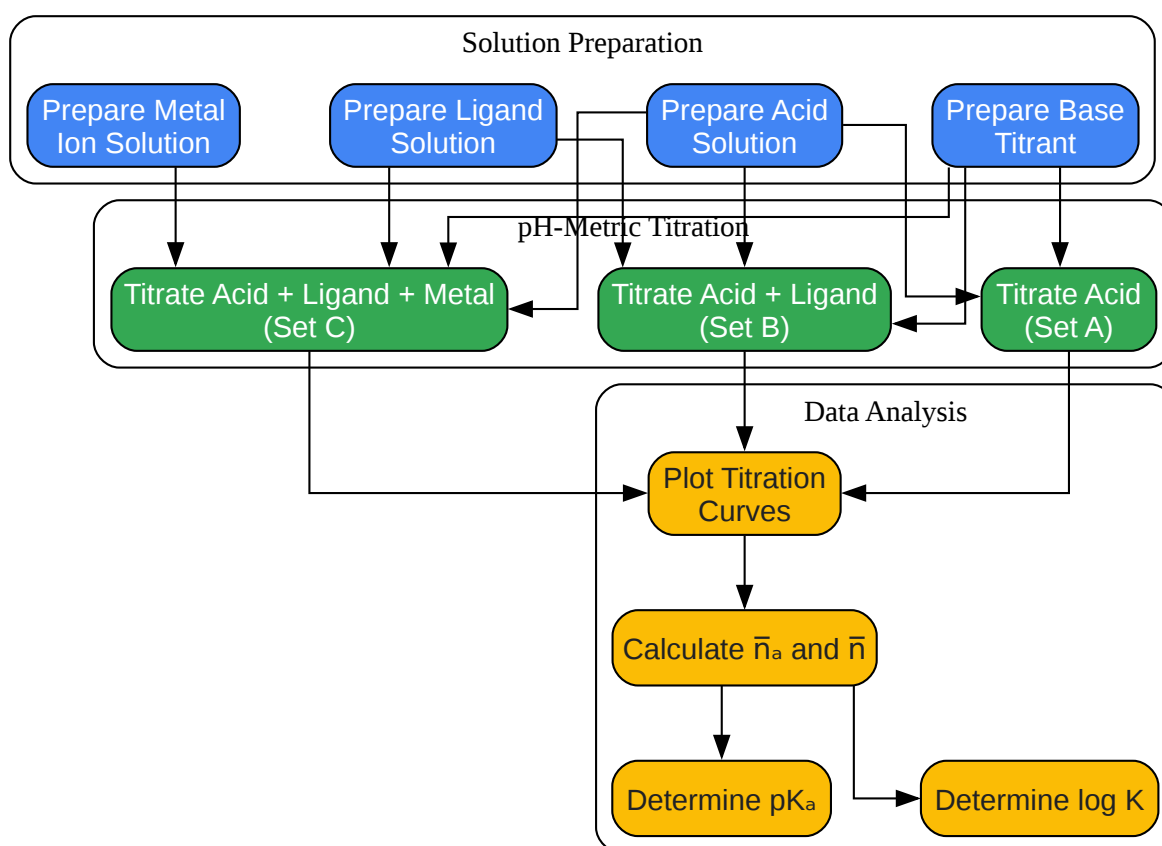 Solution Preparation
Prepare Metal
Ion Solution
Prepare Ligand
Solution
Prepare Acid
Solution
Prepare Base
Titrant
pH-Metric Titration
Titrate Acid + Ligand + Metal
(Set C)
Titrate Acid + Ligand
(Set B)
Titrate Acid
(Set A)
Data Analysis
Plot Titration
Curves
Calculate n̅ₐ and n̅
Determine pKₐ
Determine log K